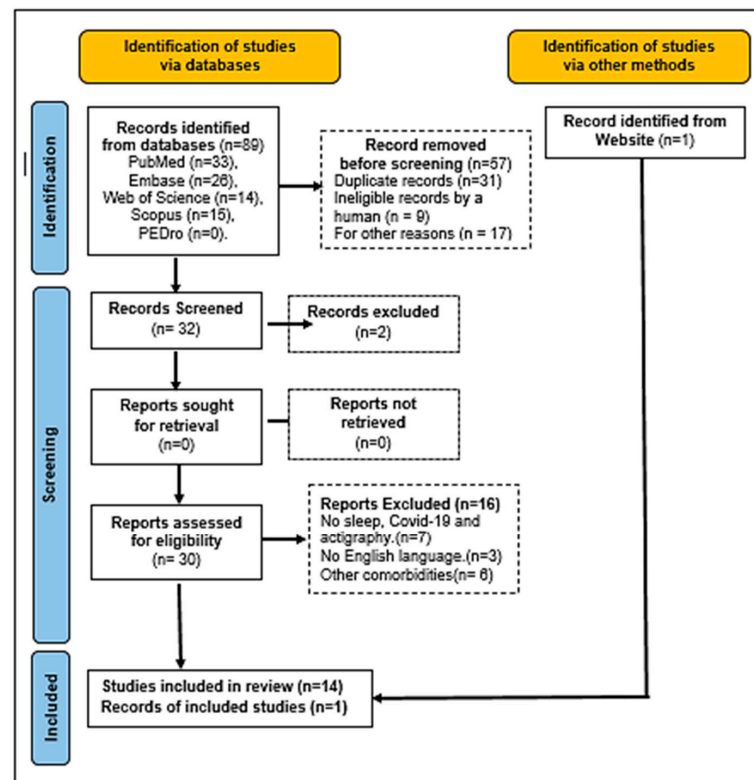 Identification of studies
via databases
Identification of studies
via other methods
Identification
Records identified
from databases (n=89)
PubMed (n=33),
Embase (n=26),
Web of Science (n=14),
Scopus (n=15),
PEDro (n=0).
Record removed
before screening (n=57)
Duplicate records (n=31)
Ineligible records by a
human (n = 9)
For other reasons (n = 17)
Record identified from
Website (n=1)
Screening
Records Screened
(n= 32)
Records excluded
(n=2)
Reports sought
for retrieval
(n=0)
Reports not
retrieved
(n=0)
Reports assessed
for eligibility
(n= 30)
Reports Excluded (n=16)
No sleep, Covid-19 and
actigraphy.(n=7)
No English language.(n=3)
Other comorbidities(n= 6)
Included
Studies included in review (n=14)
Records of included studies (n=1)